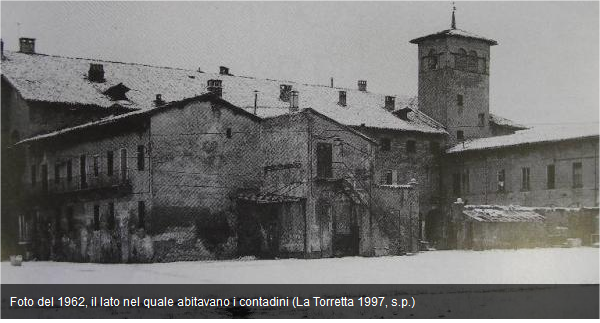 Foto del 1962, il lato nel quale abitavano i contadini (La Torretta 1997, s.p.)